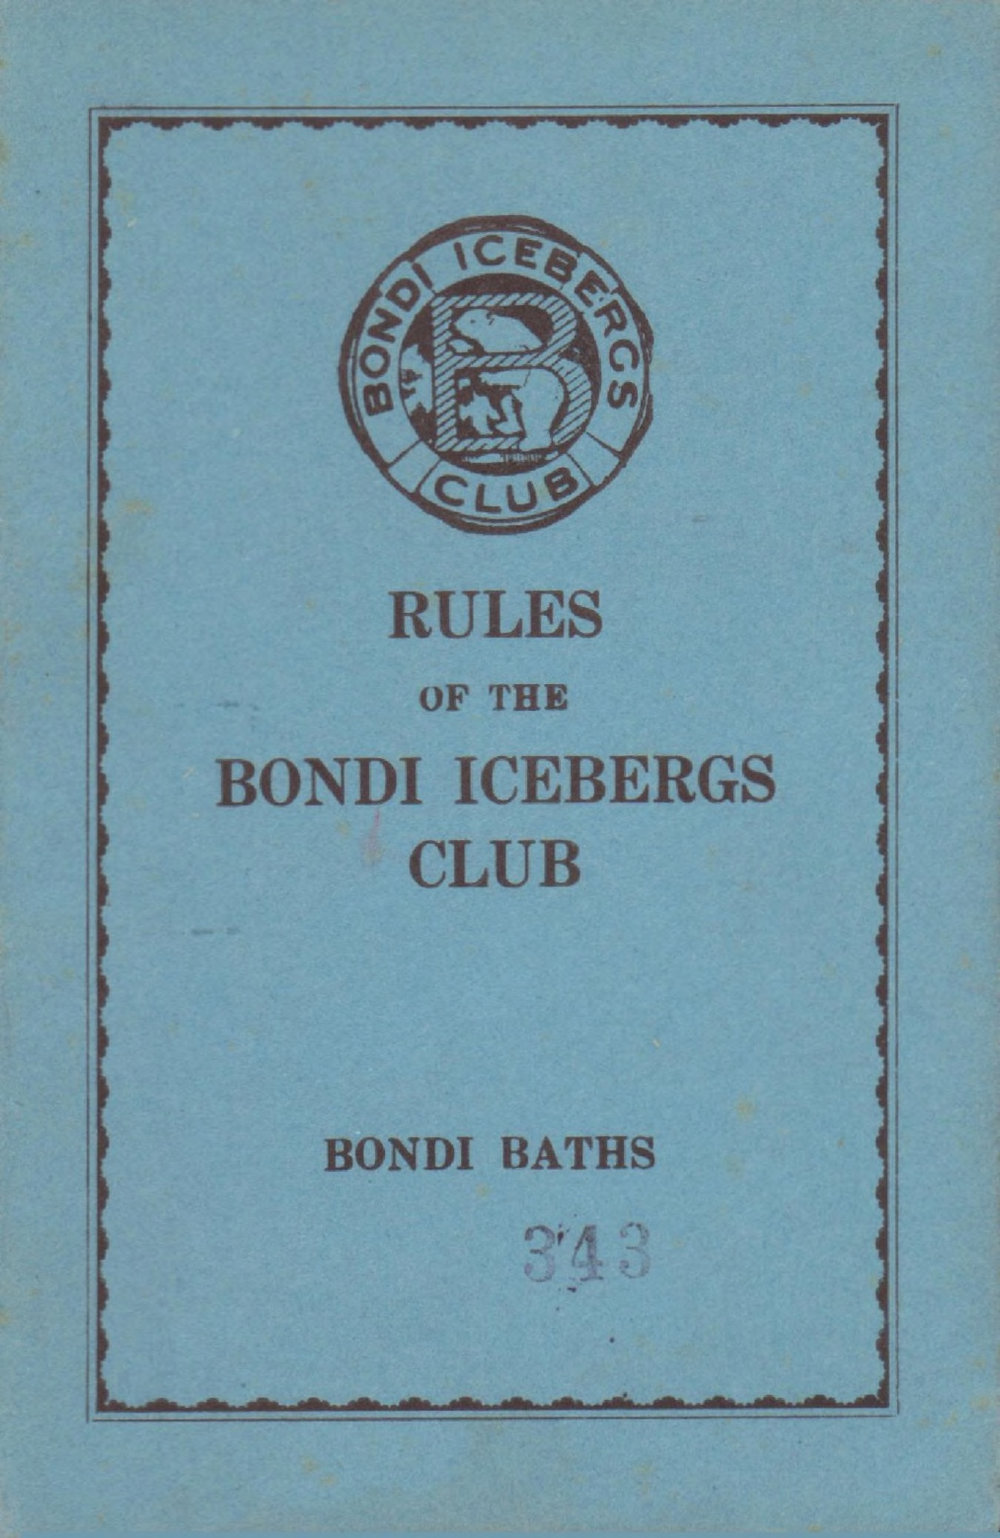 BONDI ICEBERGS
B
CLUB
RULES
OF THE
BONDI ICEBERGS
CLUB
BONDI BATHS
343